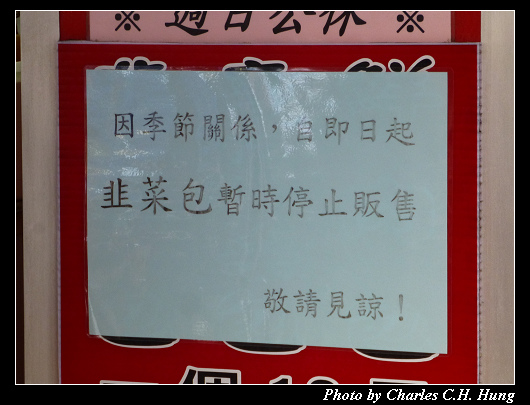 ※ 週日公休 ※
因季節關係，自即日起
韭菜包暫時停止販售
敬請見諒！
Photo by Charles C.H. Hung